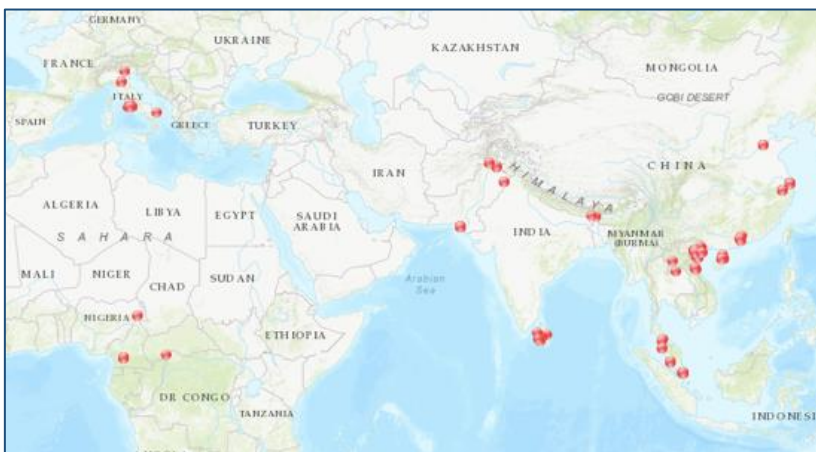 GERMANY
UKRAINE
KAZAKHSTAN
FRANCE
MONGOLIA
ITALY
GOBI DESERT
SPAIN
GREECE
TURKEY
CHINA
IRAN
HIMALAYA
ALGERIA
LIBYA
EGYPT
SAUDI
ARABIA
INDIA
MYANMAR
(BURMA)
SAHARA
MALI
NIGER
CHAD
SUDAN
Arabian
Sea
NIGERIA
ETHIOPIA
DR CONGO
TANZANIA
INDONESI